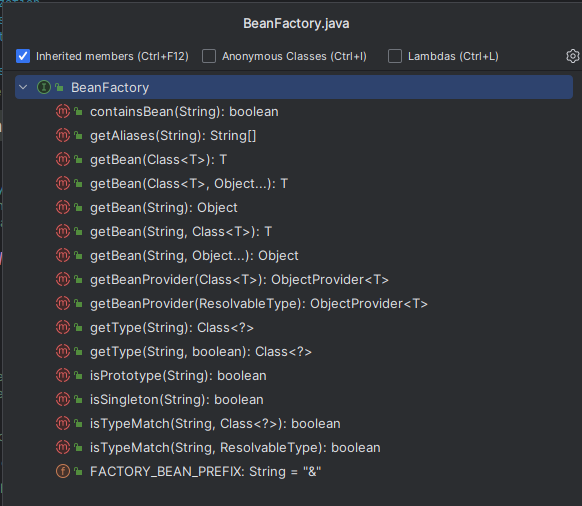 BeanFactory.java
Inherited members (Ctrl+F12) Anonymous Classes (Ctrl+I) Lambdas (Ctrl+L)
BeanFactory
containsBean(String): boolean
getAliases(String): String[]
getBean(Class<T>): T
getBean(Class<T>, Object...): T
getBean(String): Object
getBean(String, Class<T>): T
getBean(String, Object...): Object
getBeanProvider(Class<T>): ObjectProvider<T>
getBeanProvider(ResolvableType): ObjectProvider<T>
getType(String): Class<?>
getType(String, boolean): Class<?>
isPrototype(String): boolean
isSingleton(String): boolean
isTypeMatch(String, Class<?>): boolean
isTypeMatch(String, ResolvableType): boolean
FACTORY_BEAN_PREFIX: String = "&"